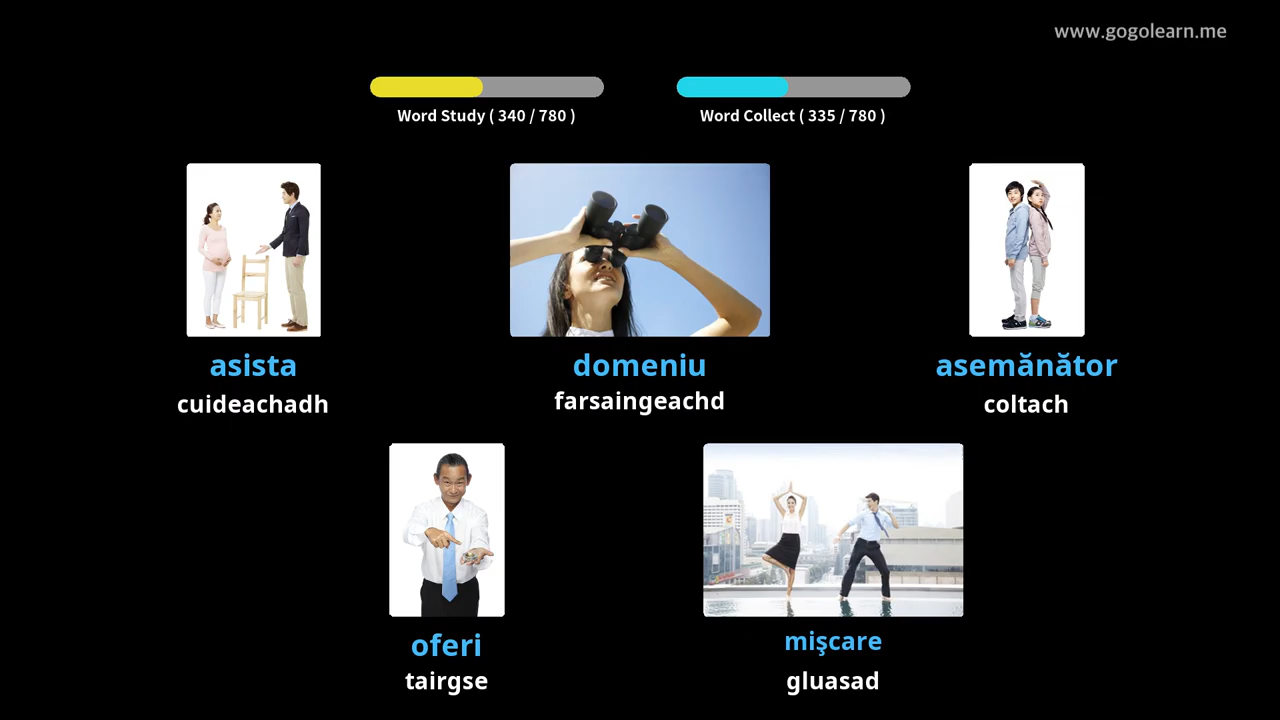 www.gogolearn.me
Word Study ( 340 / 780 )
Word Collect ( 335 / 780 )
asista
cuideachadh
domeniu
farsaingeachd
asemănător
coltach
oferi
tairgse
mişcare
gluasad